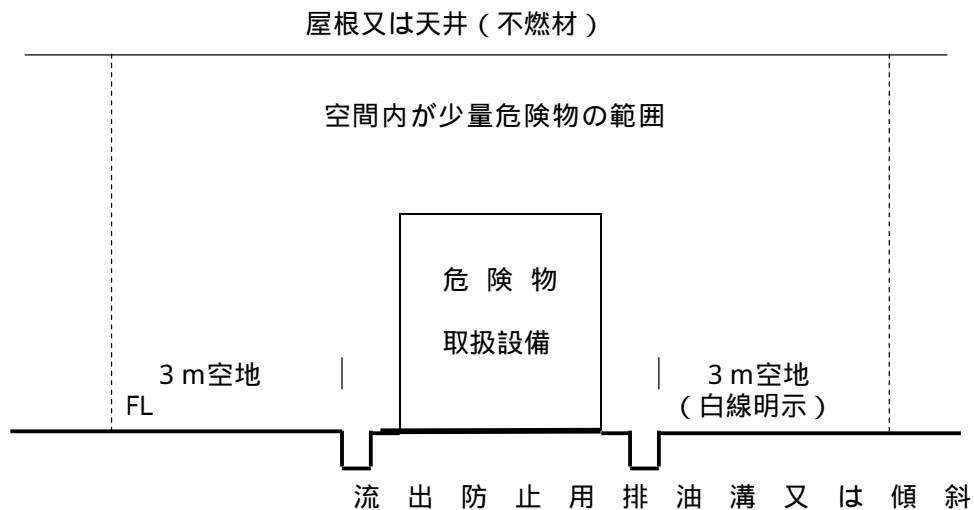 屋根又は天井（不燃材）
空間内が少量危険物の範囲
危険物
取扱設備
３ｍ空地
FL
３ｍ空地
（白線明示）
流出防止用排油溝又は傾斜